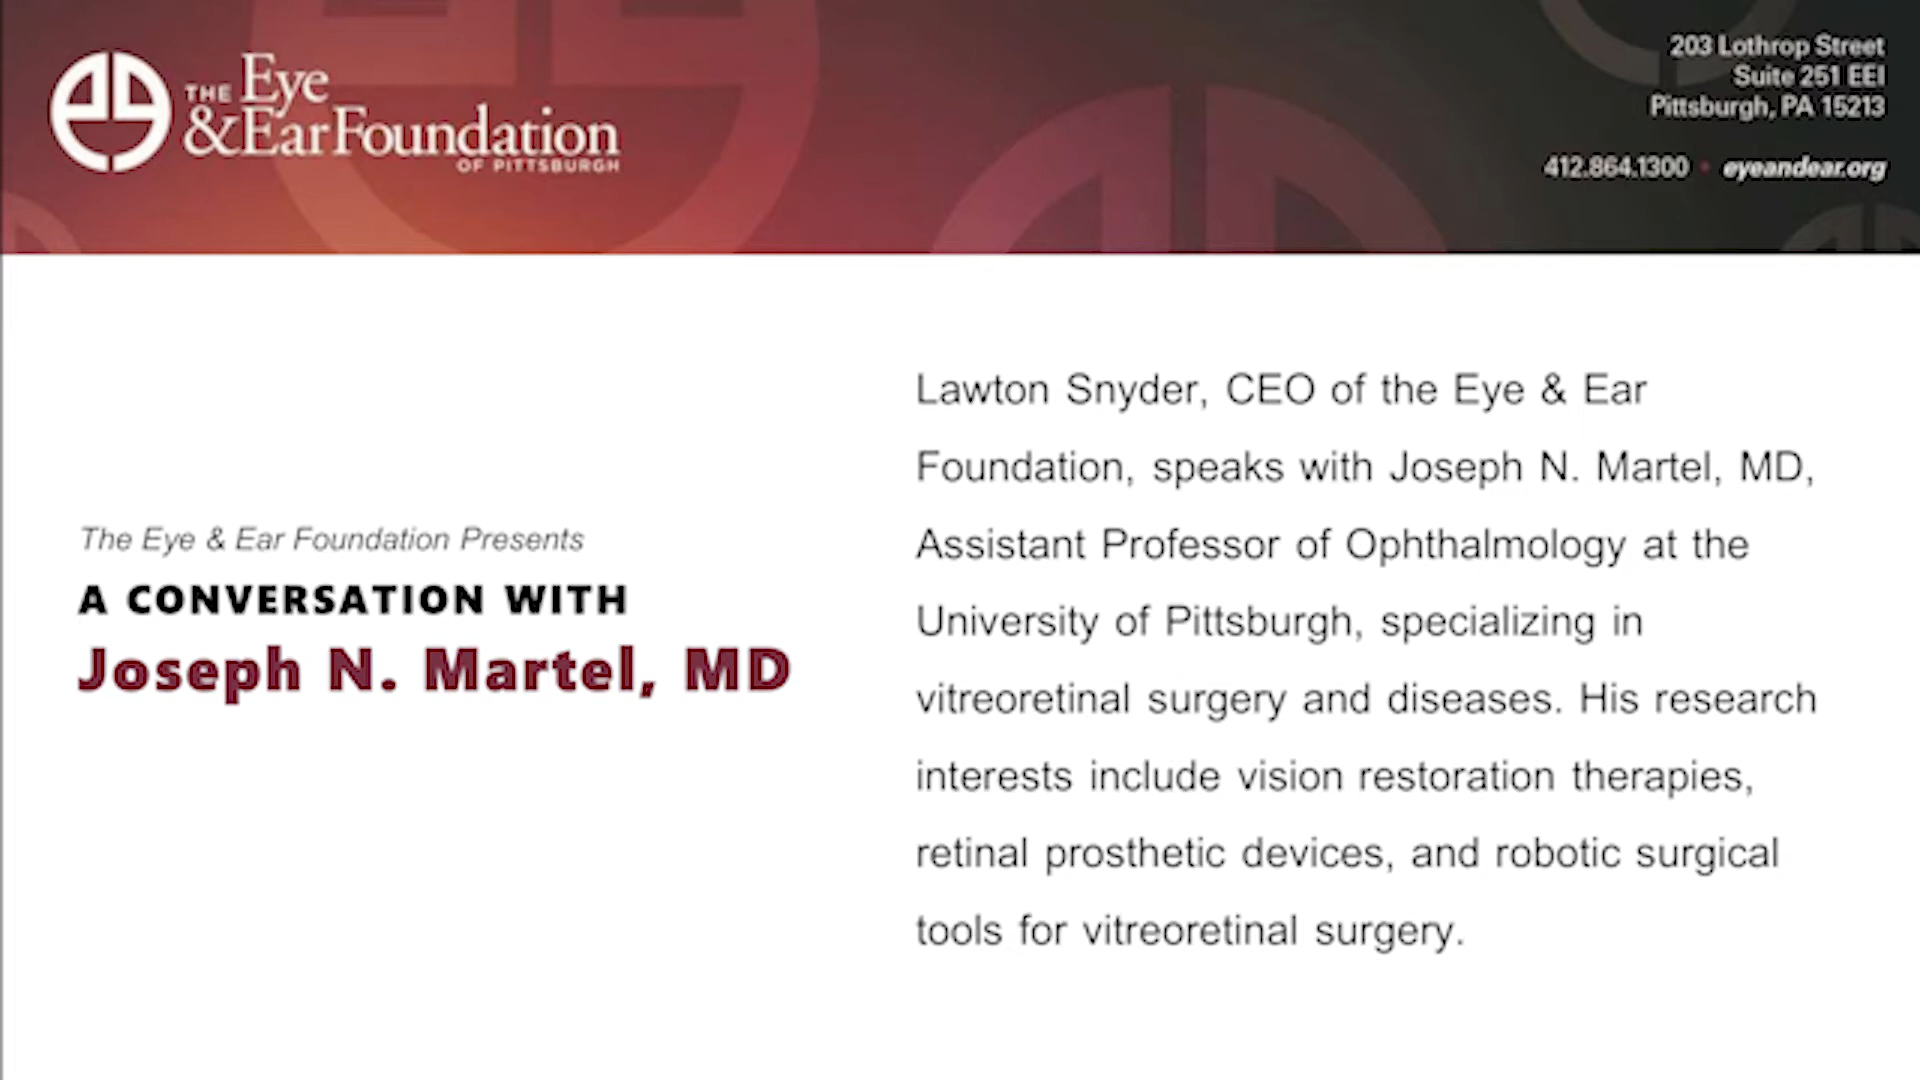 THE Eye
&Ear Foundation
OF PITTSBURGH
203 Lothrop Street
Suite 251 EEI
Pittsburgh, PA 15213
412.864.1300 • eyeandear.org
The Eye & Ear Foundation Presents
A CONVERSATION WITH
Joseph N. Martel, MD
Lawton Snyder, CEO of the Eye & Ear
Foundation, speaks with Joseph N. Martel, MD,
Assistant Professor of Ophthalmology at the
University of Pittsburgh, specializing in
vitreoretinal surgery and diseases. His research
interests include vision restoration therapies,
retinal prosthetic devices, and robotic surgical
tools for vitreoretinal surgery.